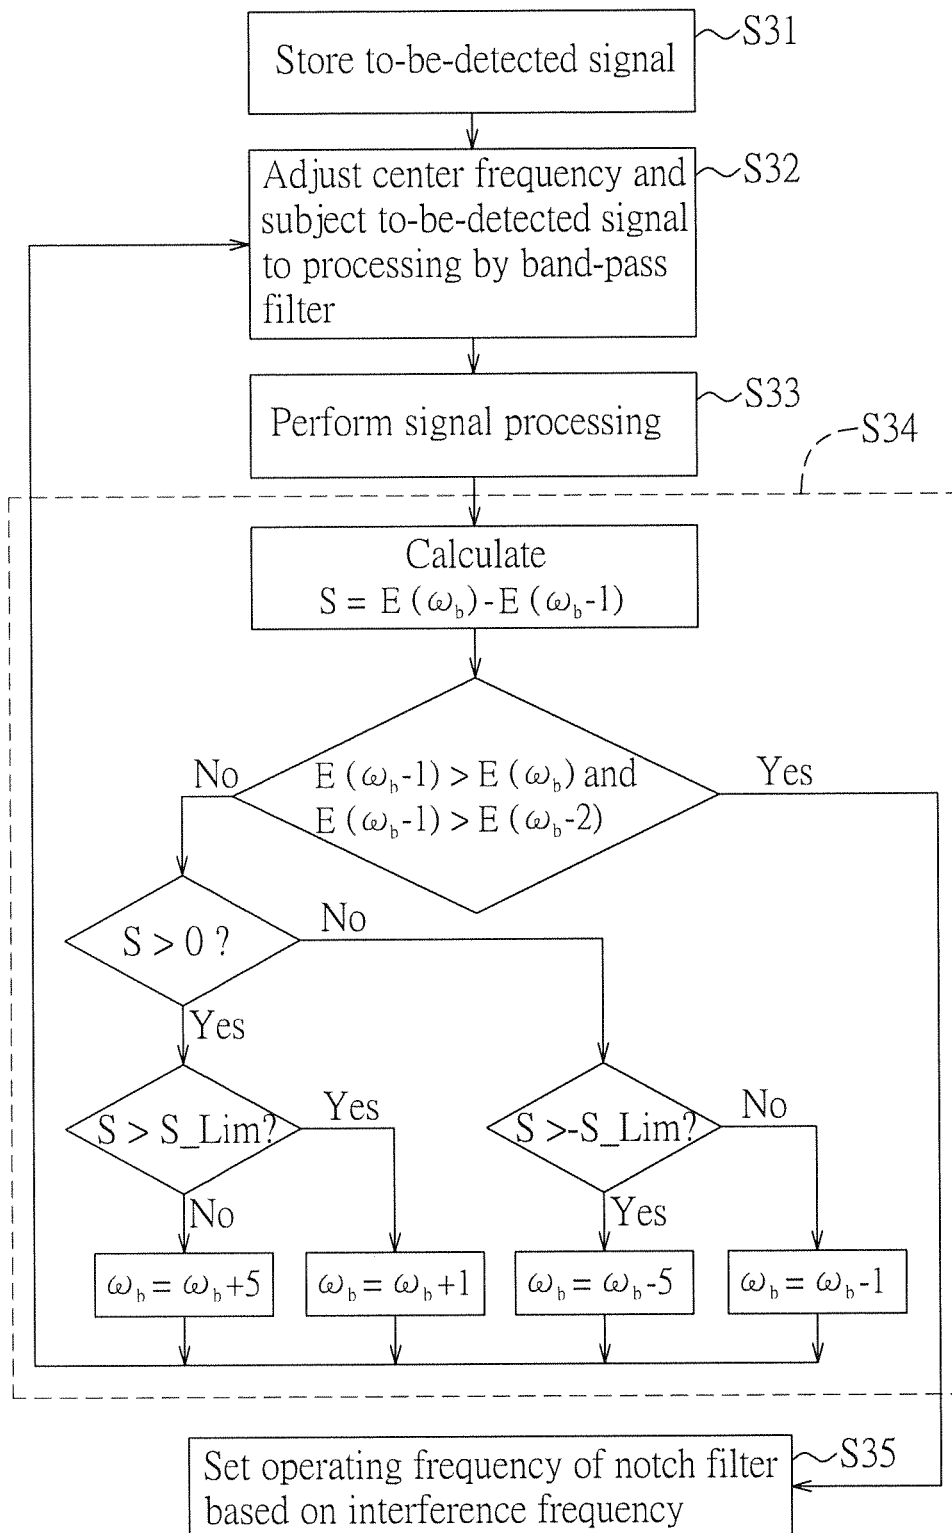 Store to-be-detected signal
S31
Adjust center frequency and
subject to-be-detected signal
to processing by band-pass
filter
S32
Perform signal processing
S33
S34
Calculate
S = E (ω_b) - E (ω_b-1)
E (ω_b-1) > E (ω_b) and
E (ω_b-1) > E (ω_b-2)
No
Yes
S > 0 ?
No
Yes
S > S_Lim?
Yes
No
S >-S_Lim?
No
Yes
ω_b = ω_b+5
ω_b = ω_b+1
ω_b = ω_b-5
ω_b = ω_b-1
Set operating frequency of notch filter
based on interference frequency
S35